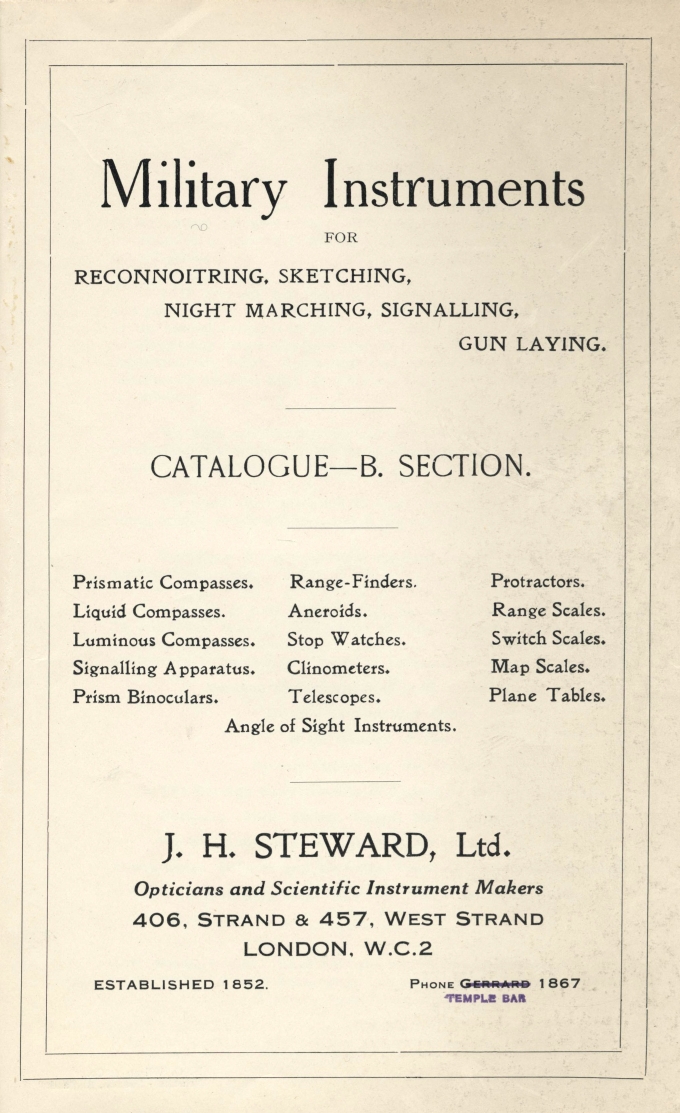 Military Instruments
FOR
RECONNOITRING, SKETCHING,
NIGHT MARCHING, SIGNALLING,
GUN LAYING.
CATALOGUE—B. SECTION.
Prismatic Compasses. Range-Finders. Protractors.
Liquid Compasses. Aneroids. Range Scales.
Luminous Compasses. Stop Watches. Switch Scales.
Signalling Apparatus. Clinometers. Map Scales.
Prism Binoculars. Telescopes. Plane Tables.
Angle of Sight Instruments.
J. H. STEWARD, Ltd.
Opticians and Scientific Instrument Makers
406, STRAND & 457, WEST STRAND
LONDON, W.C.2
ESTABLISHED 1852. PHONE GERRARD 1867
TEMPLE BAR